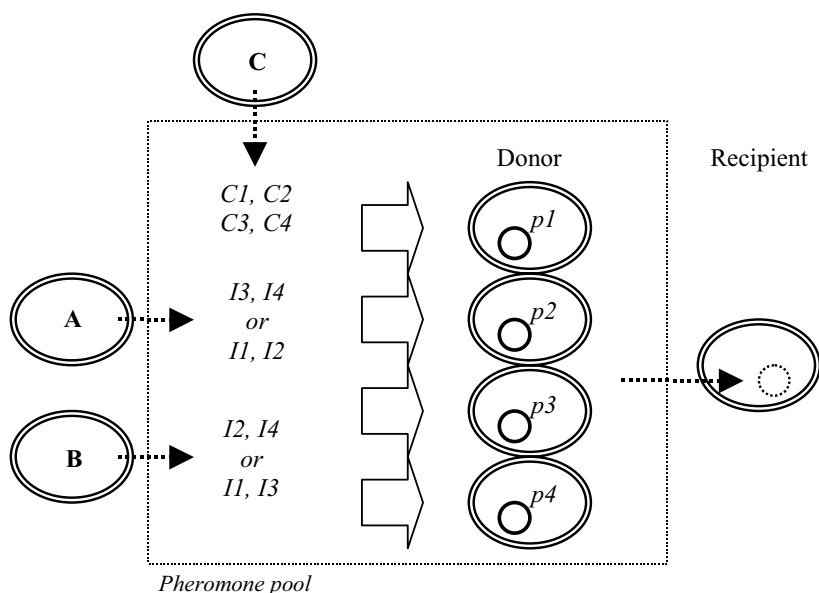 C
Donor
Recipient
C1, C2
C3, C4
p1
A
I3, I4
or
I1, I2
p2
p3
B
I2, I4
or
I1, I3
p4
Pheromone pool